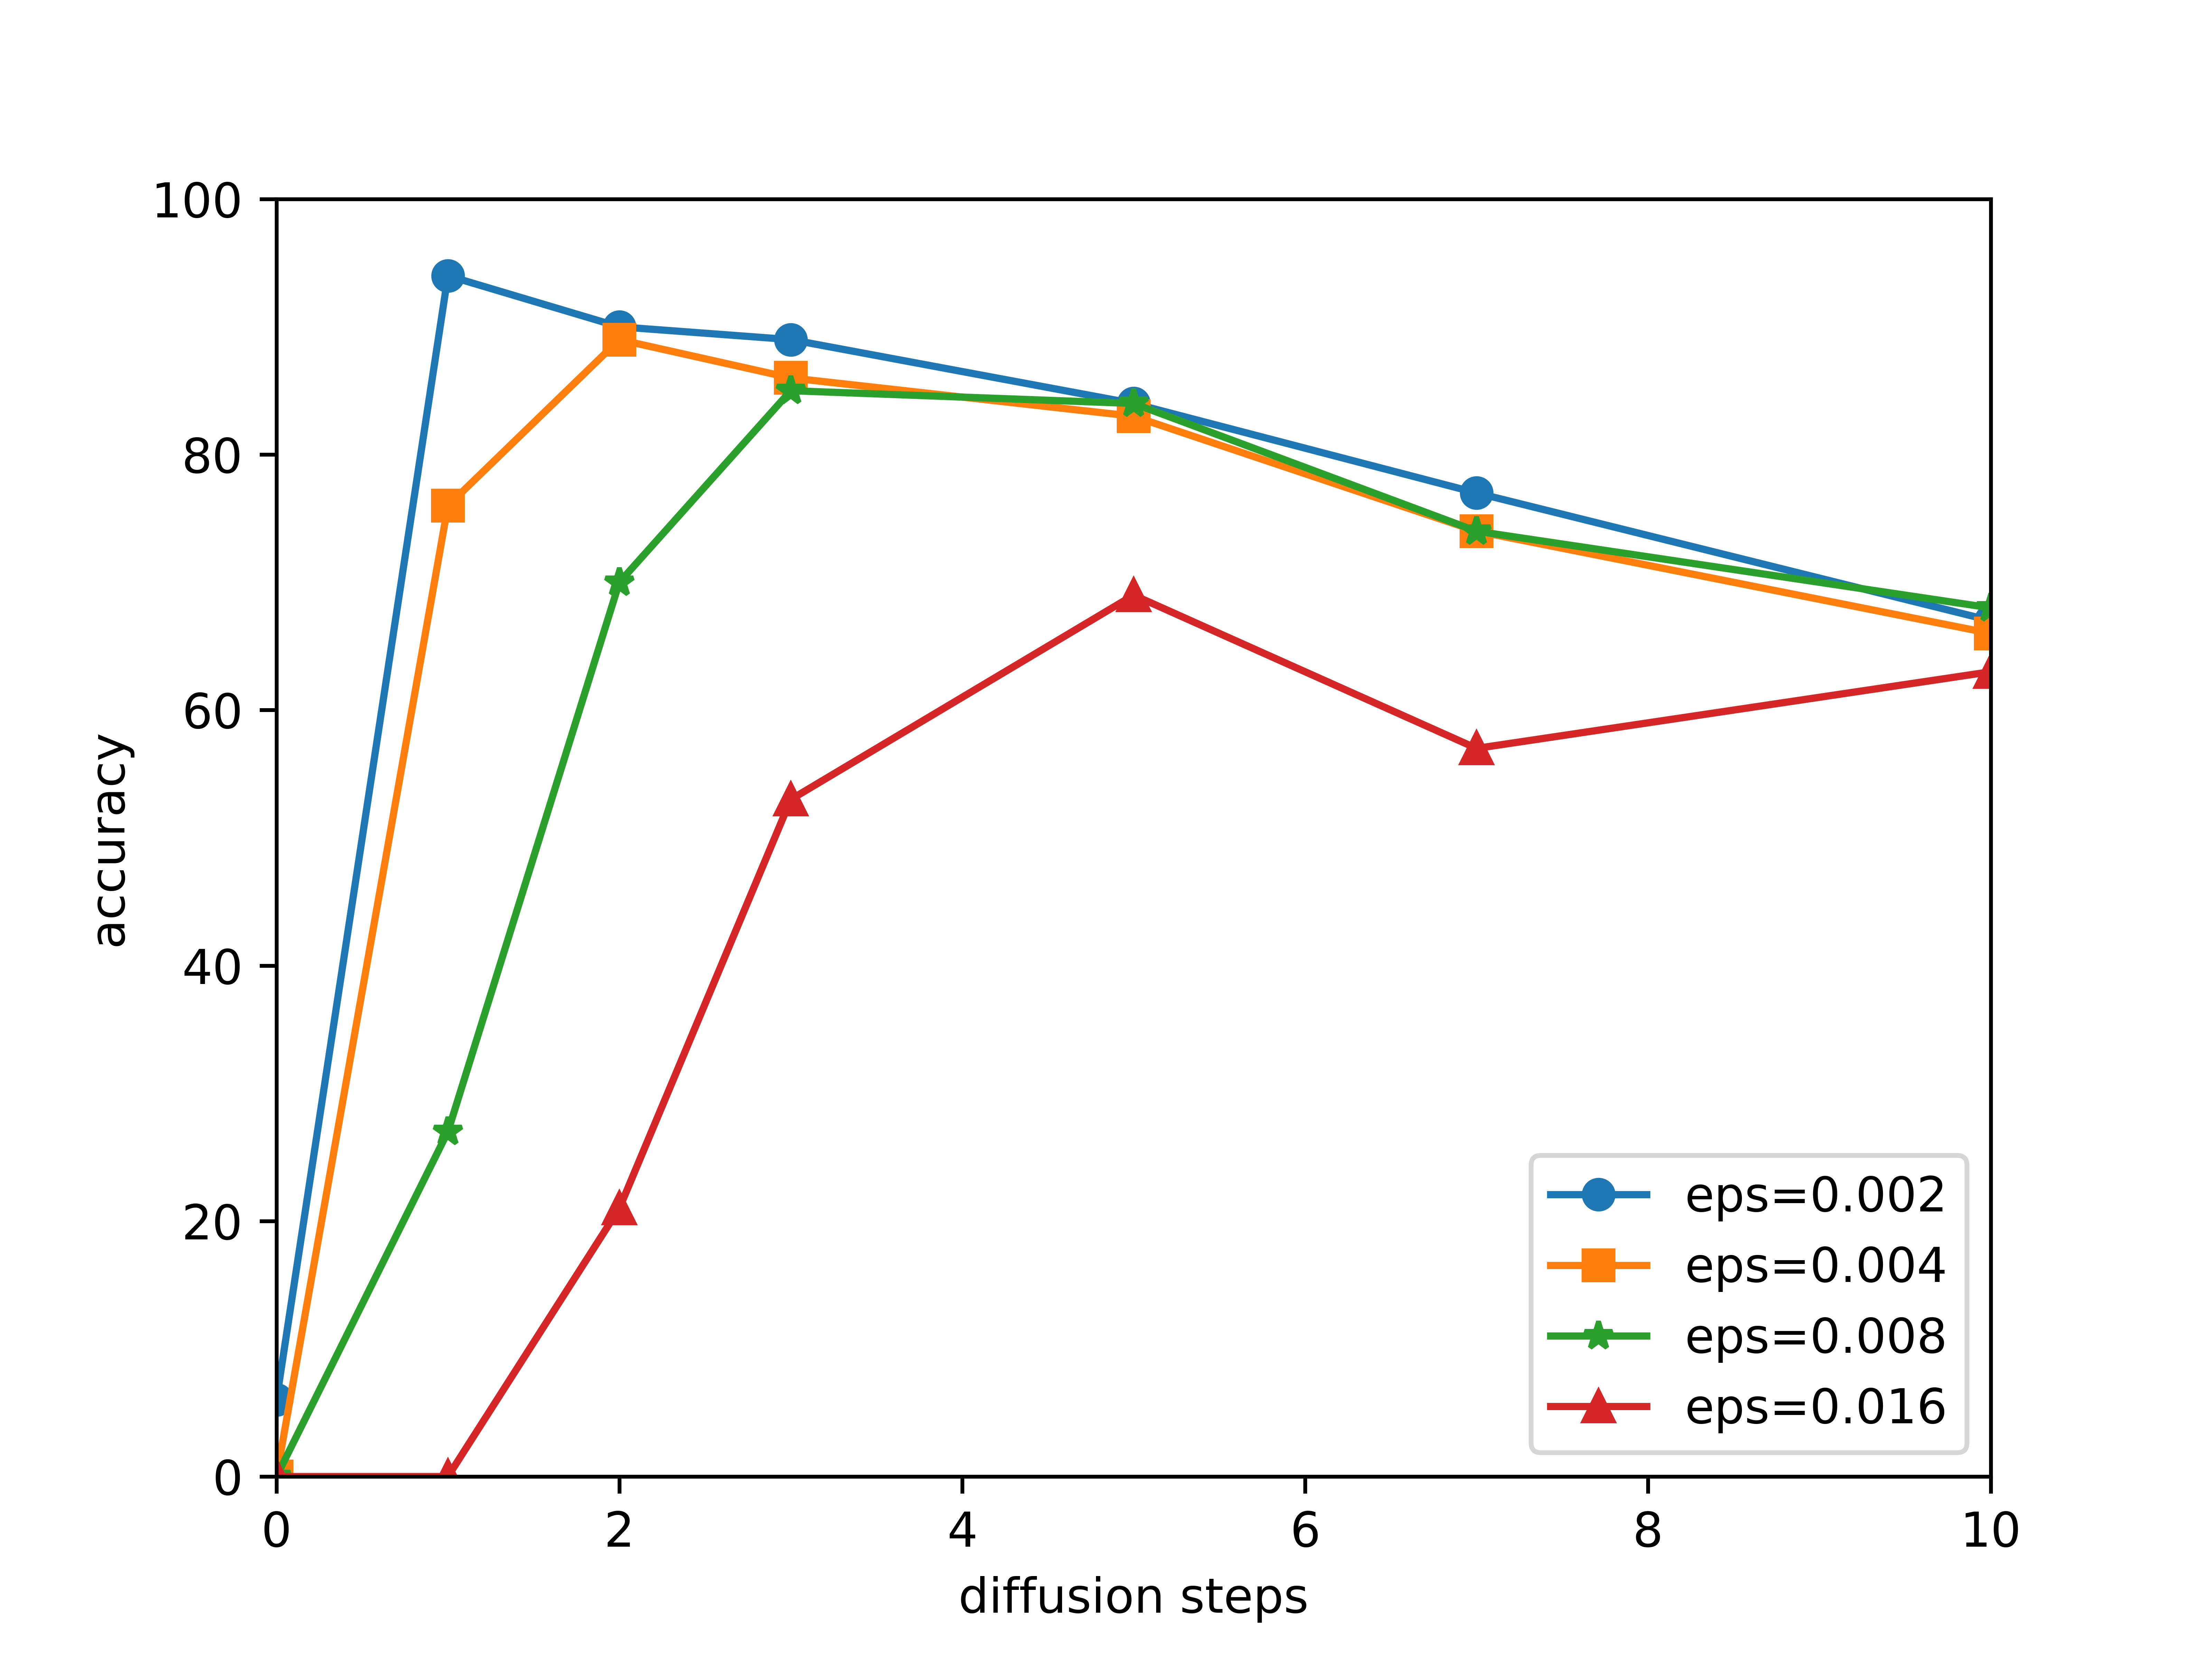 100
80
60
40
20
0
accuracy
0 2 4 6 8 10
diffusion steps
eps=0.002
eps=0.004
eps=0.008
eps=0.016